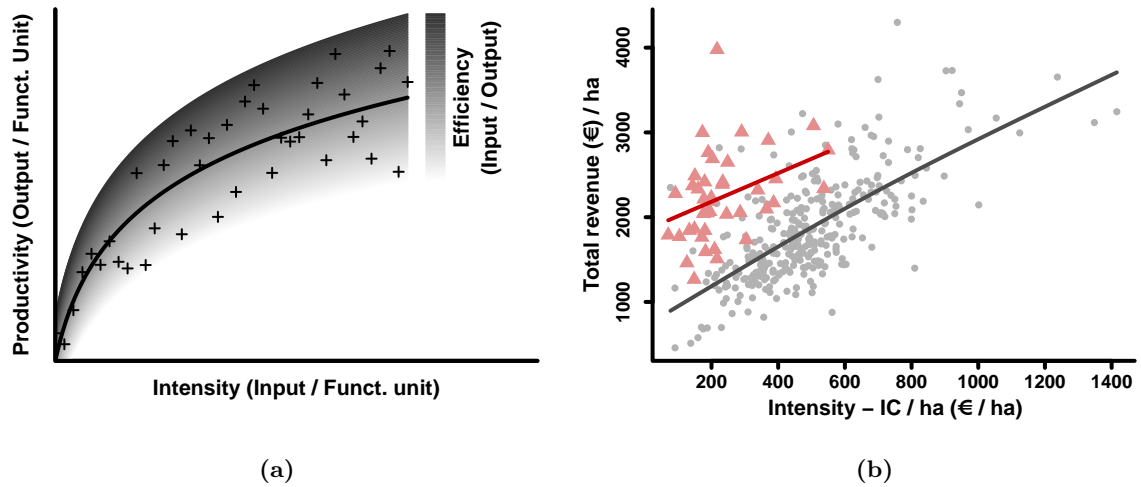 Productivity (Output / Funct. Unit)
Intensity (Input / Funct. unit)
Efficiency
(Input / Output)
(a)
Total revenue (€) / ha
4000
3000
2000
1000
200 400 600 800 1000 1200 1400
Intensity – IC / ha (€ / ha)
(b)